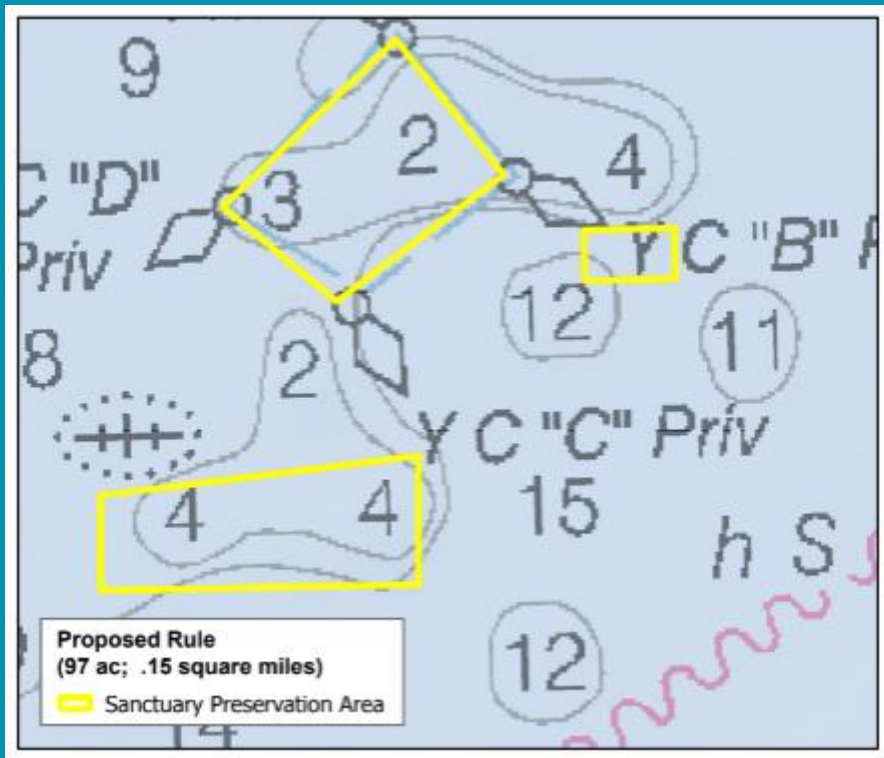 9
2
4
C "D"
3
Priv
Y C "B" P
12
11
8
2
Y C "C" Priv
4
4
15
h S
Proposed Rule
(97 ac; .15 square miles)
Sanctuary Preservation Area
12
14